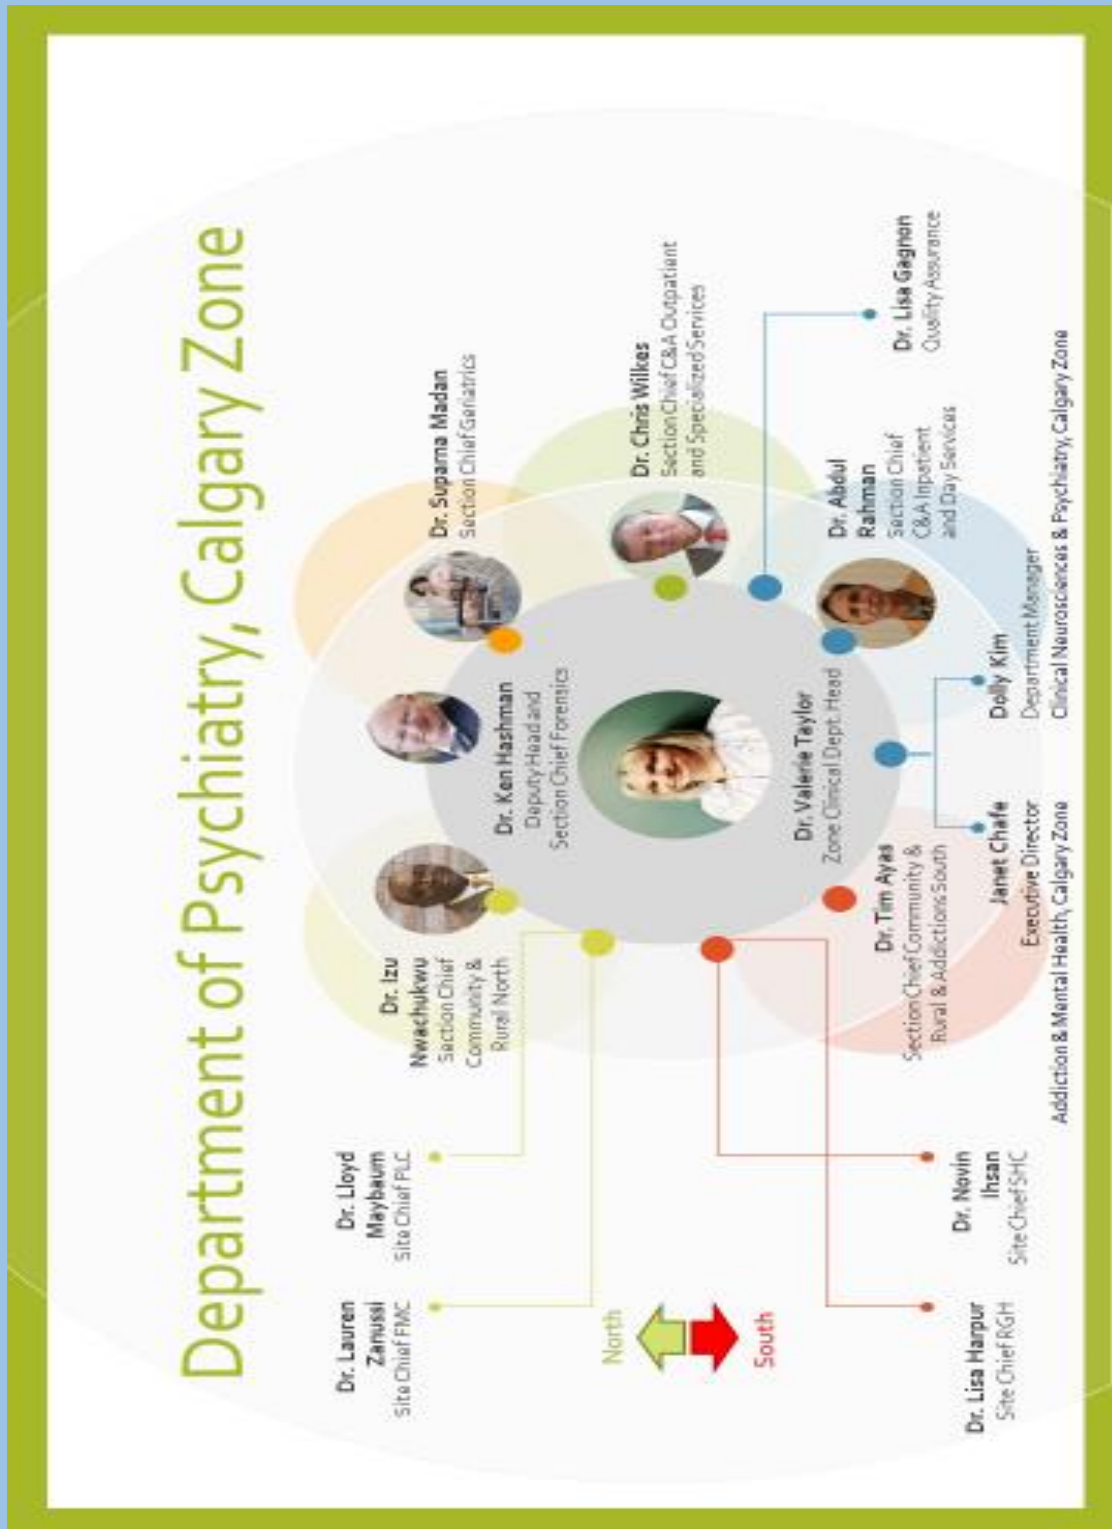 Department of Psychiatry, Calgary Zone
Dr. Lauren
Zanussi
Site Chief FMC
Dr. Lloyd
Maybaum
Site Chief PLC
Dr. Izu
Nwachukwu
Section Chief
Community &
Rural North
Dr. Ken Hashman
Deputy Head and
Section Chief Forensics
Dr. Suparna Madan
Section Chief Geriatrics
Dr. Chris Wilkes
Section Chief C&A Outpatient
and Specialized Services
North
South
Dr. Valerie Taylor
Zone Clinical Dept. Head
Dr. Abdul
Rahman
Section Chief
C&A Inpatient
and Day Services
Dr. Lisa Gagnon
Quality Assurance
Dr. Tim Ayas
Section Chief Community &
Rural & Addictions South
Dr. Lisa Harpur
Site Chief RGH
Dr. Novin
Ihsan
Site Chief SHC
Janet Chafe
Executive Director
Addiction & Mental Health, Calgary Zone
Dolly Kim
Department Manager
Clinical Neurosciences & Psychiatry, Calgary Zone